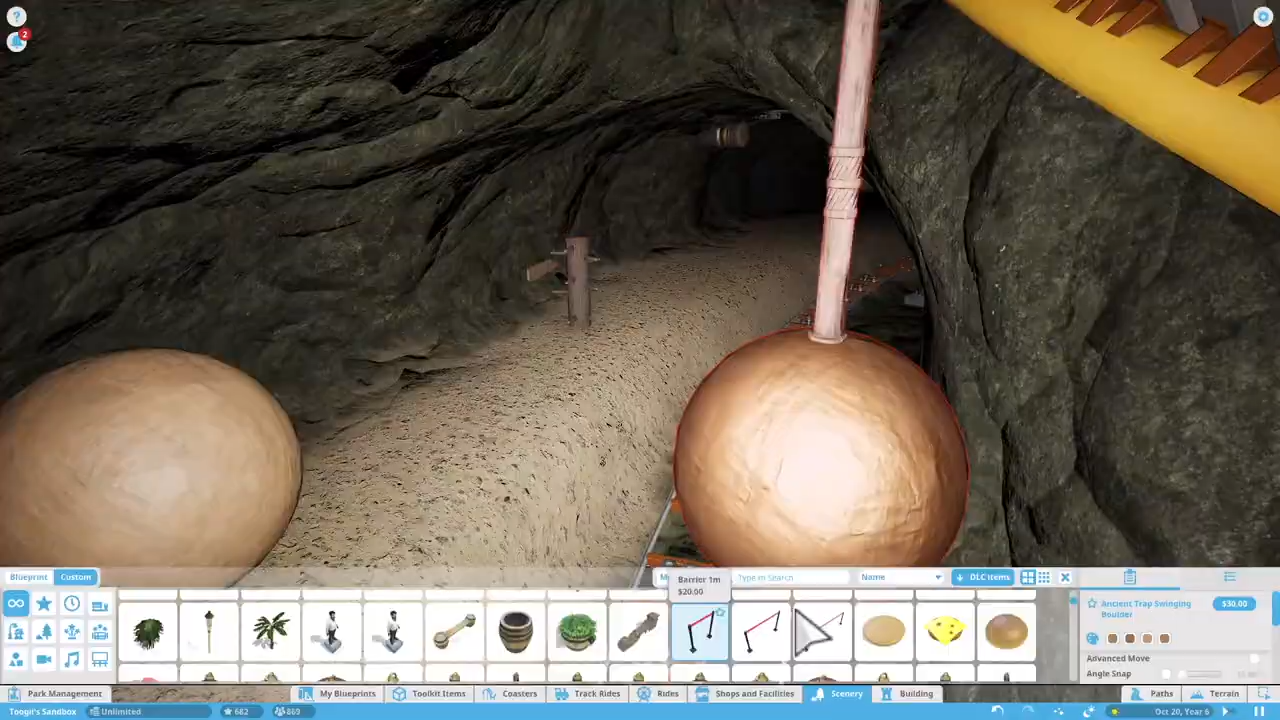 ?
2
Barrier 1m
$20.00
Blueprint
Custom
Type in Search
Name
DLC Items
Ancient Trap Swinging Boulder
$30.00
Advanced Move
Angle Snap
Park Management
My Blueprints
Toolkit Items
Coasters
Track Rides
Rides
Shops and Facilities
Scenery
Building
Paths
Terrain
Toogii's Sandbox
Unlimited
682
869
Oct 20, Year 6